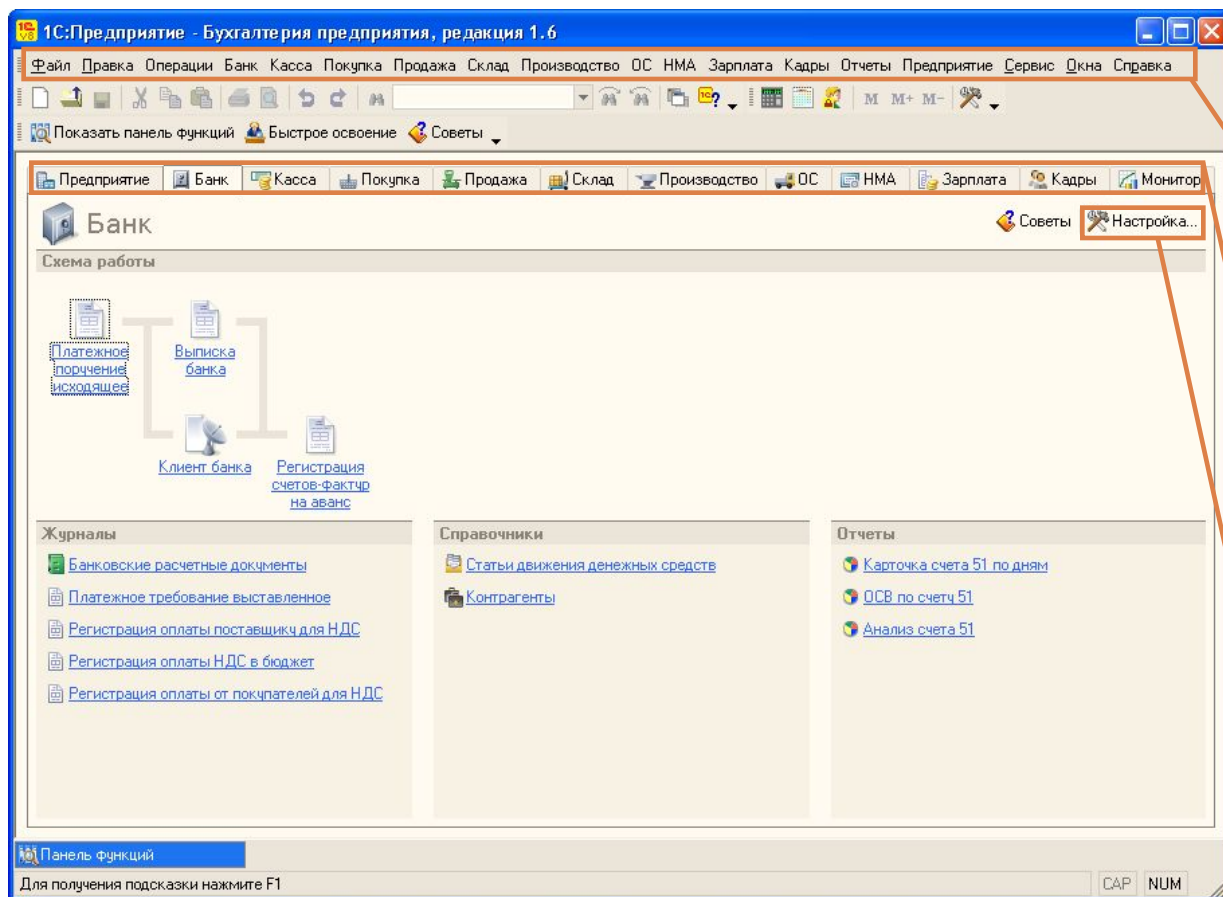 1С:Предприятие - Бухгалтерия предприятия, редакция 1.6
Файл Правка Операции Банк Касса Покупка Продажа Склад Производство ОС НМА Зарплата Кадры Отчеты Предприятие Сервис Окна Справка
M M+ M-
Показать панель функций Быстрое освоение Советы
Предприятие Банк Касса Покупка Продажа Склад Производство ОС НМА Зарплата Кадры Монитор
Банк Советы Настройка...
Схема работы
Платежное
поручение
исходящее
Выписка
банка
Клиент банка
Регистрация
счетов-фактур
на аванс
Журналы
Банковские расчетные документы
Платежное требование выставленное
Регистрация оплаты поставщику для НДС
Регистрация оплаты НДС в бюджет
Регистрация оплаты от покупателей для НДС
Справочники
Статьи движения денежных средств
Контрагенты
Отчеты
Карточка счета 51 по дням
ОСВ по счету 51
Анализ счета 51
Панель функций
Для получения подсказки нажмите F1 CAP NUM